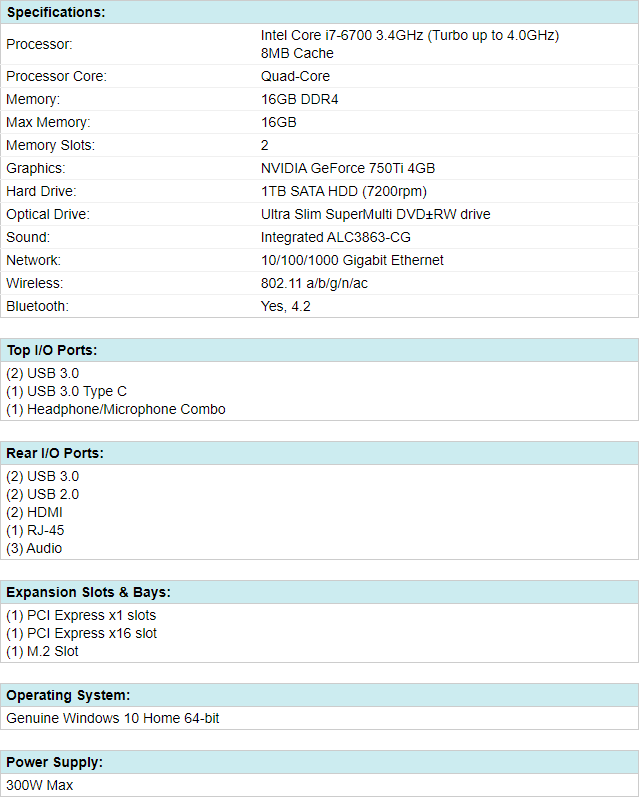 Specifications:
Processor: Intel Core i7-6700 3.4GHz (Turbo up to 4.0GHz)
8MB Cache
Processor Core: Quad-Core
Memory: 16GB DDR4
Max Memory: 16GB
Memory Slots: 2
Graphics: NVIDIA GeForce 750Ti 4GB
Hard Drive: 1TB SATA HDD (7200rpm)
Optical Drive: Ultra Slim SuperMulti DVD±RW drive
Sound: Integrated ALC3863-CG
Network: 10/100/1000 Gigabit Ethernet
Wireless: 802.11 a/b/g/n/ac
Bluetooth: Yes, 4.2
Top I/O Ports:
(2) USB 3.0
(1) USB 3.0 Type C
(1) Headphone/Microphone Combo
Rear I/O Ports:
(2) USB 3.0
(2) USB 2.0
(2) HDMI
(1) RJ-45
(3) Audio
Expansion Slots & Bays:
(1) PCI Express x1 slots
(1) PCI Express x16 slot
(1) M.2 Slot
Operating System:
Genuine Windows 10 Home 64-bit
Power Supply:
300W Max